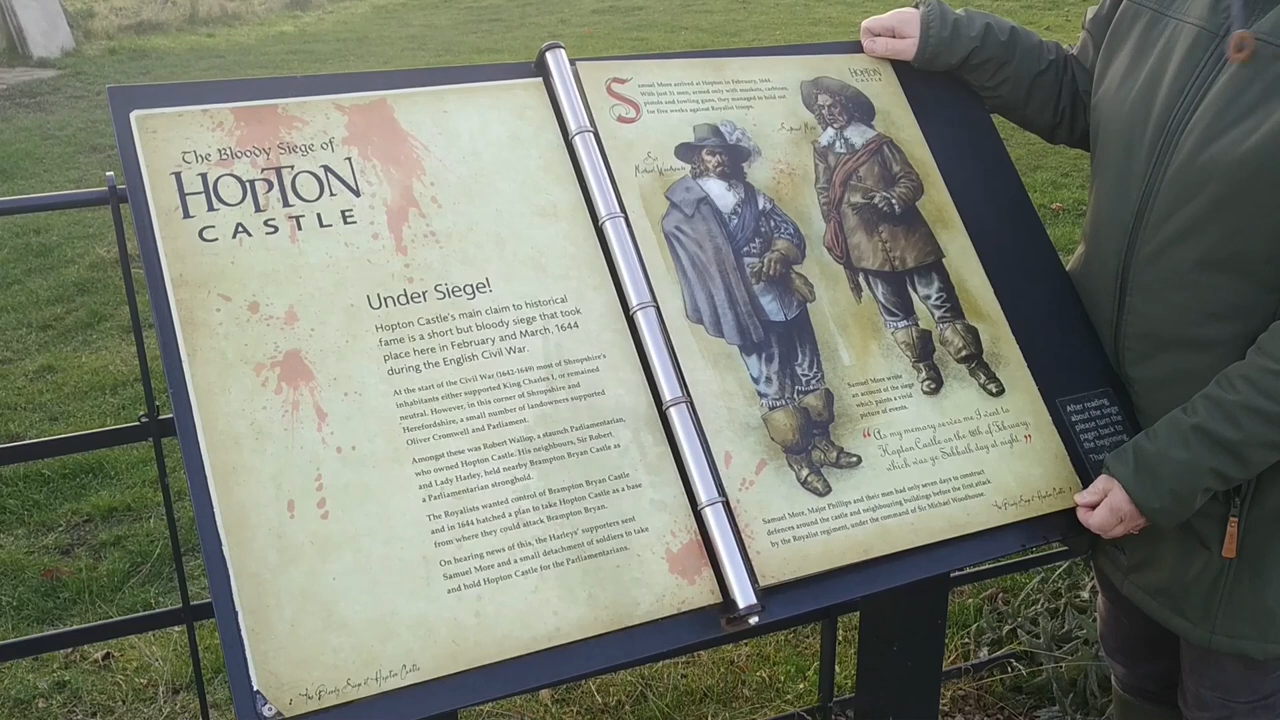 The Bloody Siege of
HOPTON
CASTLE
Under Siege!
Hopton Castle's main claim to historical
fame is a short but bloody siege that took
place here in February and March, 1644
during the English Civil War.
At the start of the Civil War (1642-1649) most of Shropshire's
inhabitants either supported King Charles I, or remained
neutral. However, in this corner of Shropshire and
Herefordshire, a small number of landowners supported
Oliver Cromwell and Parliament.
Amongst these was Robert Wallop, a staunch Parliamentarian,
who owned Hopton Castle. His neighbours, Sir Robert
and Lady Harley, held nearby Brampton Bryan Castle as
a Parliamentarian stronghold.
The Royalists wanted control of Brampton Bryan Castle
and in 1644 hatched a plan to take Hopton Castle as a base
from where they could attack Brampton Bryan.
On hearing news of this, the Harleys' supporters sent
Samuel More and a small detachment of soldiers to take
and hold Hopton Castle for the Parliamentarians.
2 The Bloody Siege at Hopton Castle
Samuel More arrived at Hopton in February, 1644.
With just 31 men, armed only with muskets, carbines,
pistols and fowling guns, they managed to hold out
for five weeks against Royalist troops.
HOPTON
CASTLE
Samuel More
Sir
Michael Woodhouse
Samuel More wrote
an account of the siege
which paints a vivid
picture of events.
“As my memory serves me I went to
Hopton Castle on the 18th of February,
which was ye Sabbath day at night.”
Samuel More, Major Phillips and their men had only seven days to construct
defences around the castle and neighbouring buildings before the first attack
by the Royalist regiment, under the command of Sir Michael Woodhouse.
The Bloody Siege at Hopton Castle 3
After reading
about the siege
please turn the
pages back to
the beginning.